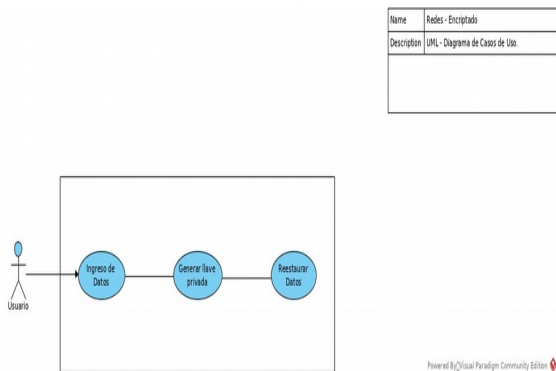 Name Redes - Encriptado
Description UML - Diagrama de Casos de Uso.
Ingreso de
Datos
Generar llave
privada
Reestaurar
Datos
Usuario
Powered By Visual Paradigm Community Edition